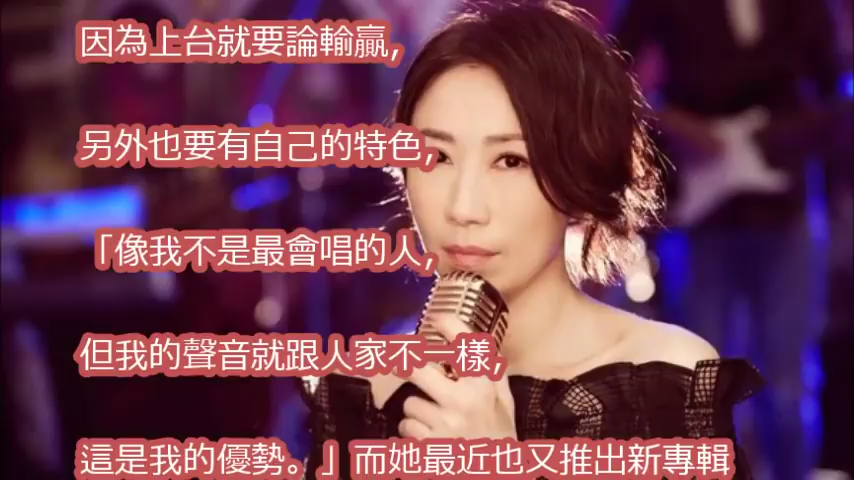 因為上台就要論輸贏，
另外也要有自己的特色，
「像我不是最會唱的人，
但我的聲音就跟人家不一樣，
這是我的優勢。」而她最近也又推出新專輯